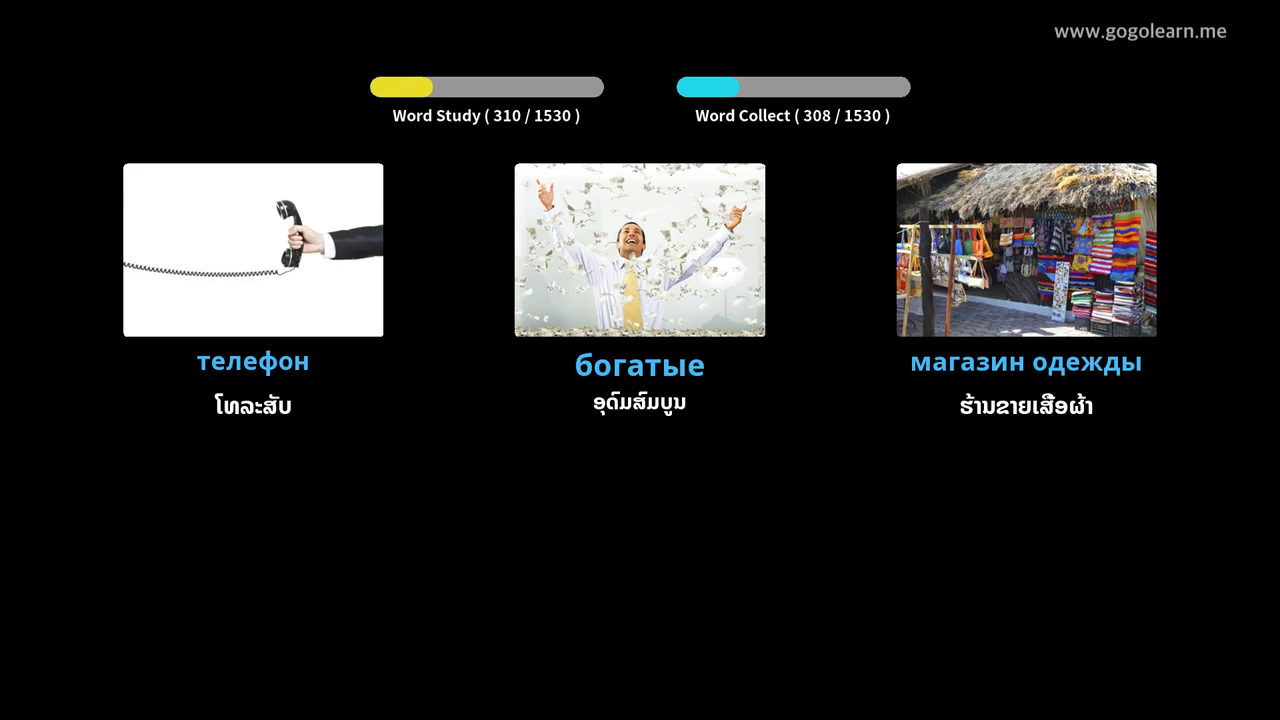 www.gogolearn.me
Word Study ( 310 / 1530 )
Word Collect ( 308 / 1530 )
телефон
богатые
магазин одежды
ໂທລະສັບ
ອຸດົມສົມບູນ
ຮ້ານຂາຍເສື້ອຜ້າ